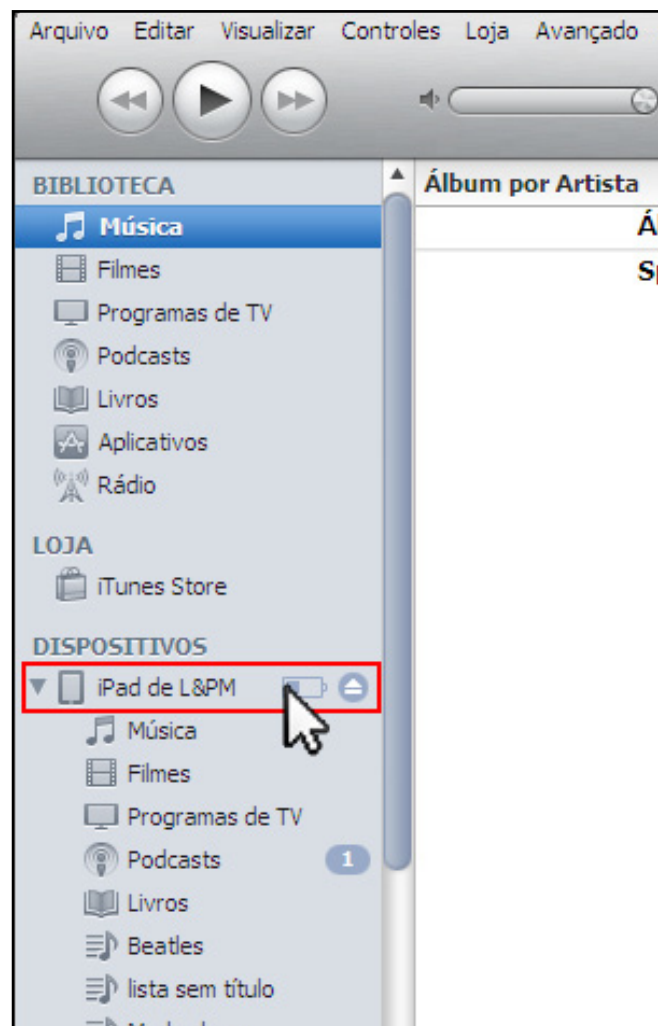 Arquivo Editar Visualizar Controles Loja Avançado
BIBLIOTECA
Álbum por Artista
Música
Filmes
Programas de TV
Podcasts
Livros
Aplicativos
Rádio
LOJA
iTunes Store
DISPOSITIVOS
iPad de L&PM
Música
Filmes
Programas de TV
Podcasts 1
Livros
Beatles
lista sem título